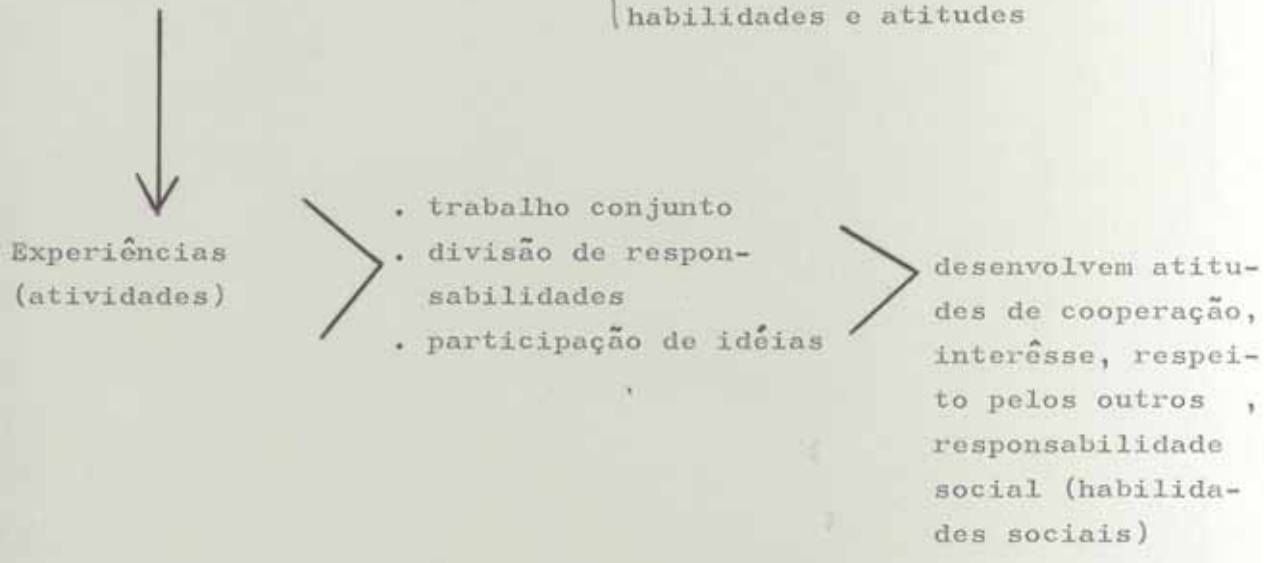 habilidades e atitudes
Experiências
(atividades)
. trabalho conjunto
. divisão de respon-
sabilidades
. participação de idéias
desenvolvem atitu-
des de cooperação,
interêsse, respei-
to pelos outros ,
responsabilidade
social (habilida-
des sociais)